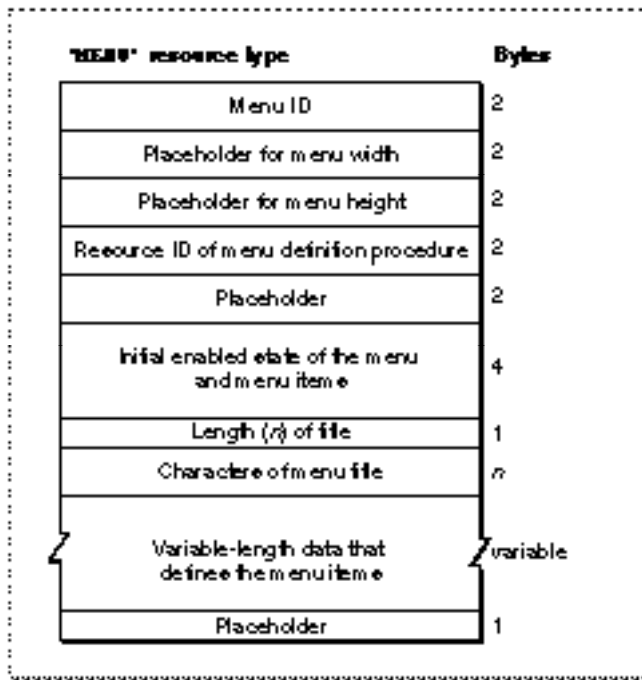 'MENU' resource type Bytes
Menu ID 2
Placeholder for menu width 2
Placeholder for menu height 2
Resource ID of menu definition procedure 2
Placeholder 2
Initial enabled state of the menu
and menu items 4
Length (n) of title 1
Characters of menu title n
Variable-length data that
defines the menu items variable
Placeholder 1